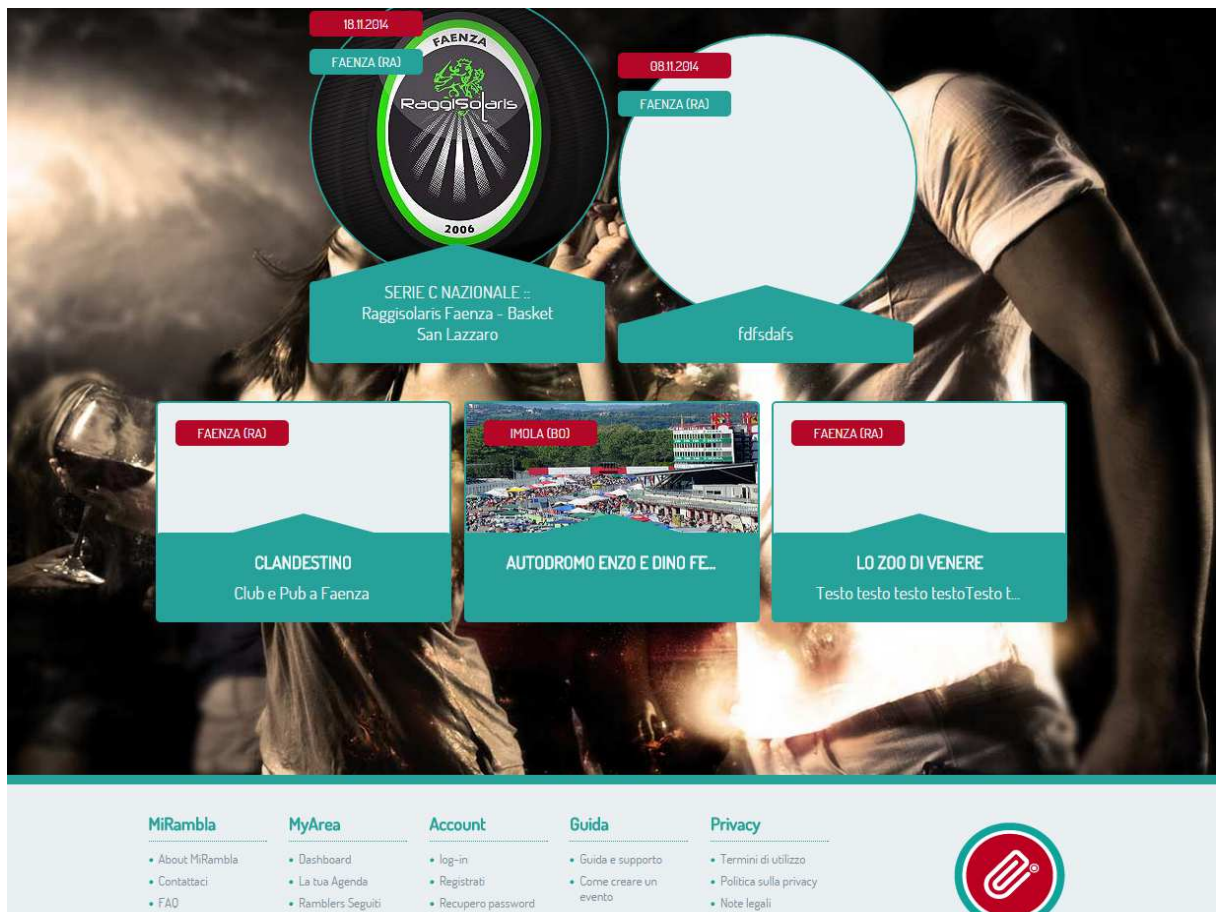 18.11.2014
FAENZA (RA)
FAENZA
RaggiSolaris
2006
SERIE C NAZIONALE ::
Raggisolaris Faenza - Basket
San Lazzaro
08.11.2014
FAENZA (RA)
fdfsdafs
FAENZA (RA)
CLANDESTINO
Club e Pub a Faenza
IMOLA (BO)
AUTODROMO ENZO E DINO FE...
FAENZA (RA)
LO ZOO DI VENERE
Testo testo testo testoTesto t...
MiRambla
About MiRambla
Contattaci
FAQ
MyArea
Dashboard
La tua Agenda
Ramblers Seguiti
Account
log-in
Registrati
Recupero password
Guida
Guida e supporto
Come creare un
evento
Privacy
Termini di utilizzo
Politica sulla privacy
Note legali